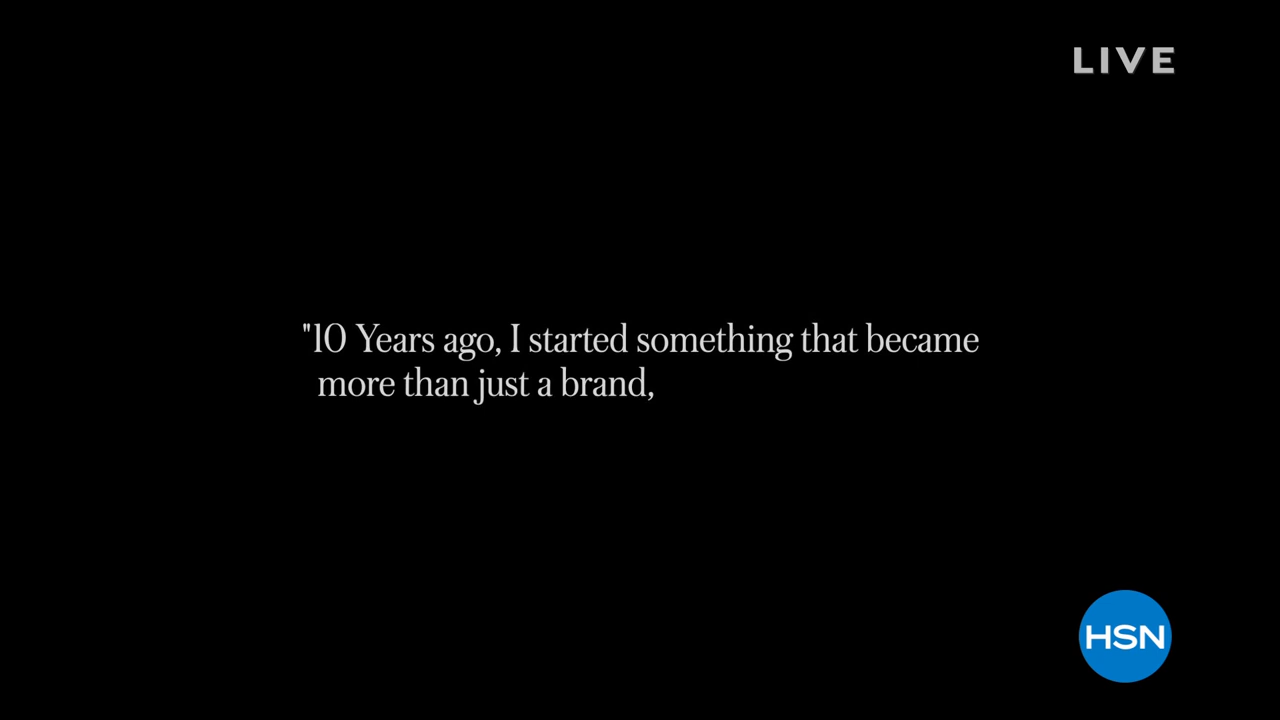 LIVE
"10 Years ago, I started something that became
more than just a brand,
HSN